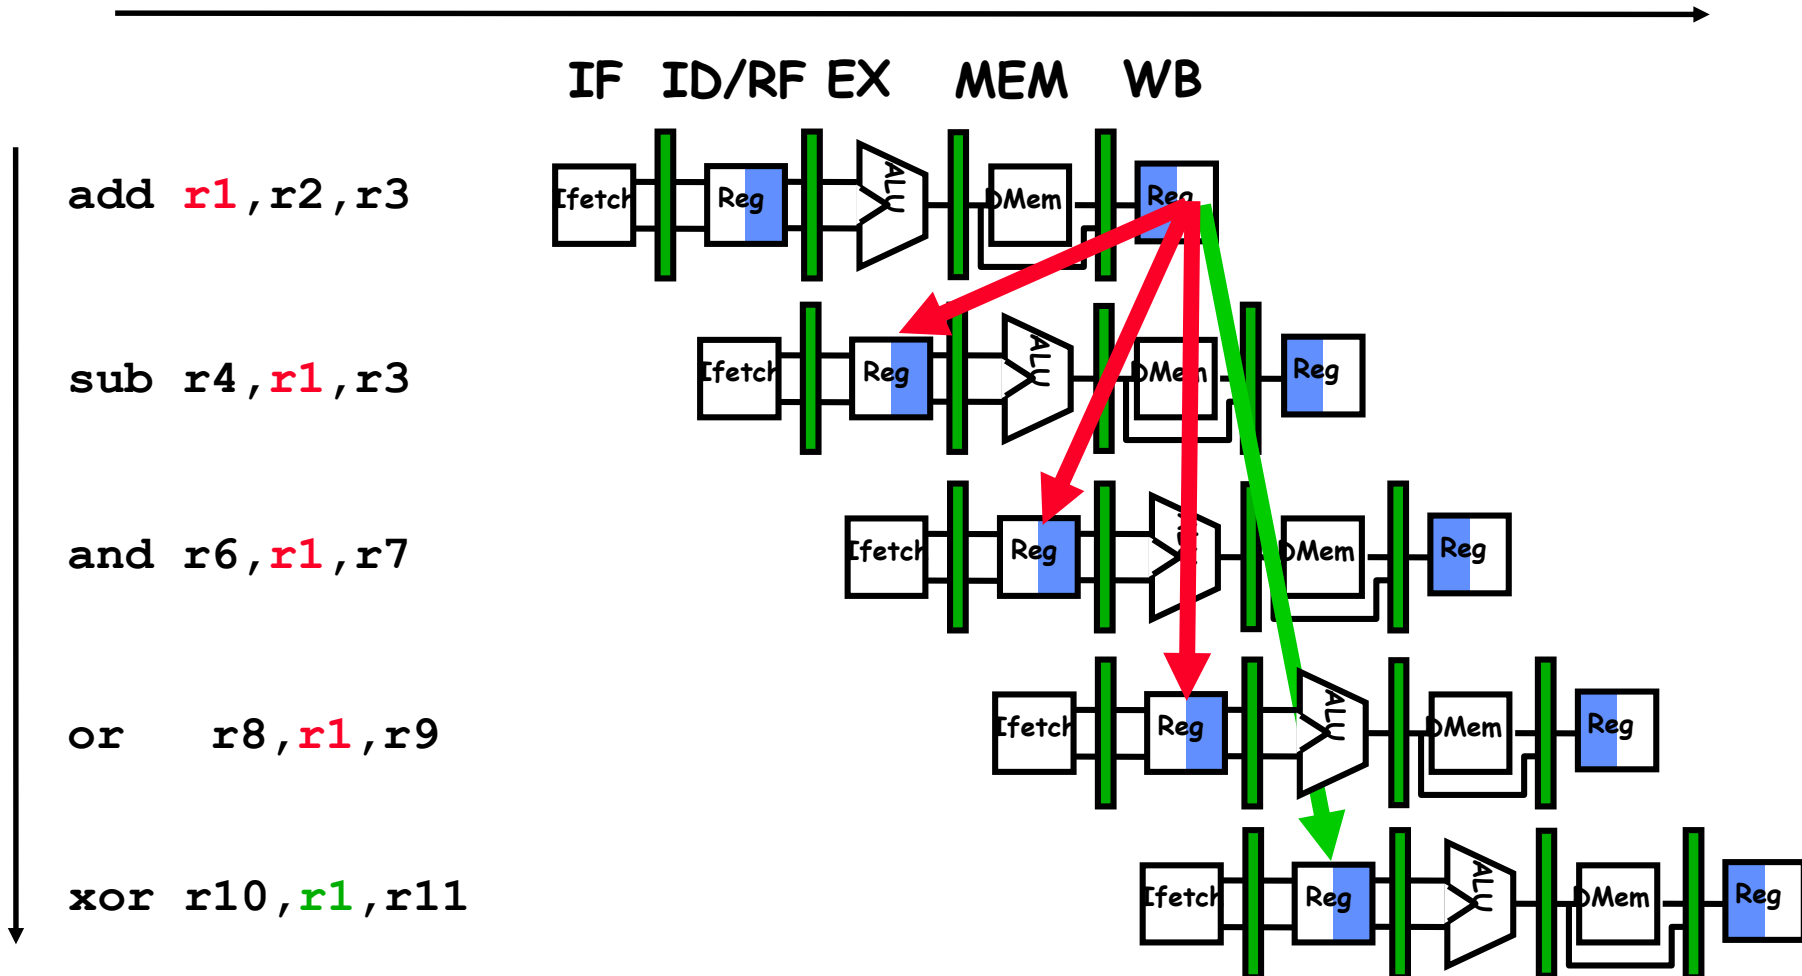 IF ID/RF EX MEM WB
add r1,r2,r3
Ifetch Reg ALU DMem Reg
sub r4,r1,r3
Ifetch Reg ALU DMem Reg
and r6,r1,r7
Ifetch Reg DMem Reg
or r8,r1,r9
Ifetch Reg ALU DMem Reg
xor r10,r1,r11
Ifetch Reg ALU DMem Reg